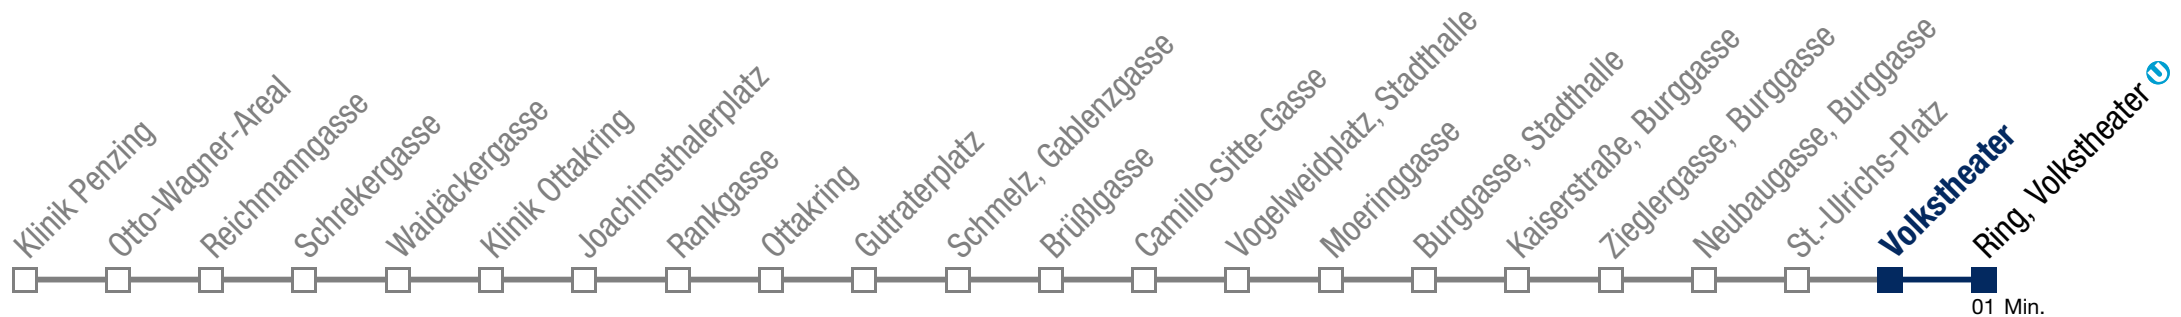 Klinik Penzing
Otto-Wagner-Areal
Reichmanngasse
Schrekergasse
Waidäckergasse
Klinik Ottakring
Joachimsthalerplatz
Rankgasse
Ottakring
Gutraterplatz
Schmelz, Gablenzgasse
Brüßlgasse
Camillo-Sitte-Gasse
Vogelweidplatz, Stadthalle
Moeringgasse
Burggasse, Stadthalle
Kaiserstraße, Burggasse
Zieglergasse, Burggasse
Neubaugasse, Burggasse
St.-Ulrichs-Platz
Volkstheater
Ring, Volkstheater U
01 Min.